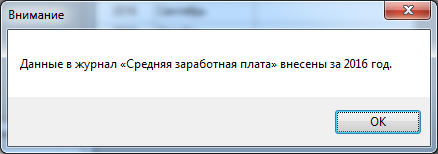 Внимание
Данные в журнал «Средняя заработная плата» внесены за 2016 год.
OK